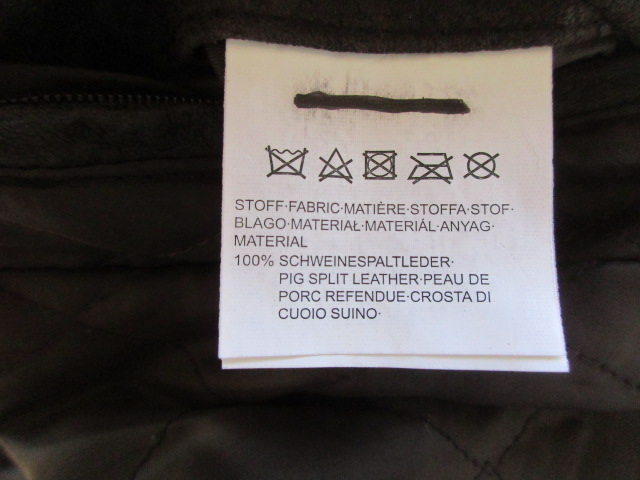 STOFF·FABRIC·MATIÈRE·STOFFA·STOF·
BLAGO·MATERIAŁ·MATERIÁL·ANYAG·
MATERIAL
100% SCHWEINESPALTLEDER·
PIG SPLIT LEATHER·PEAU DE
PORC REFENDUE·CROSTA DI
CUOIO SUINO·